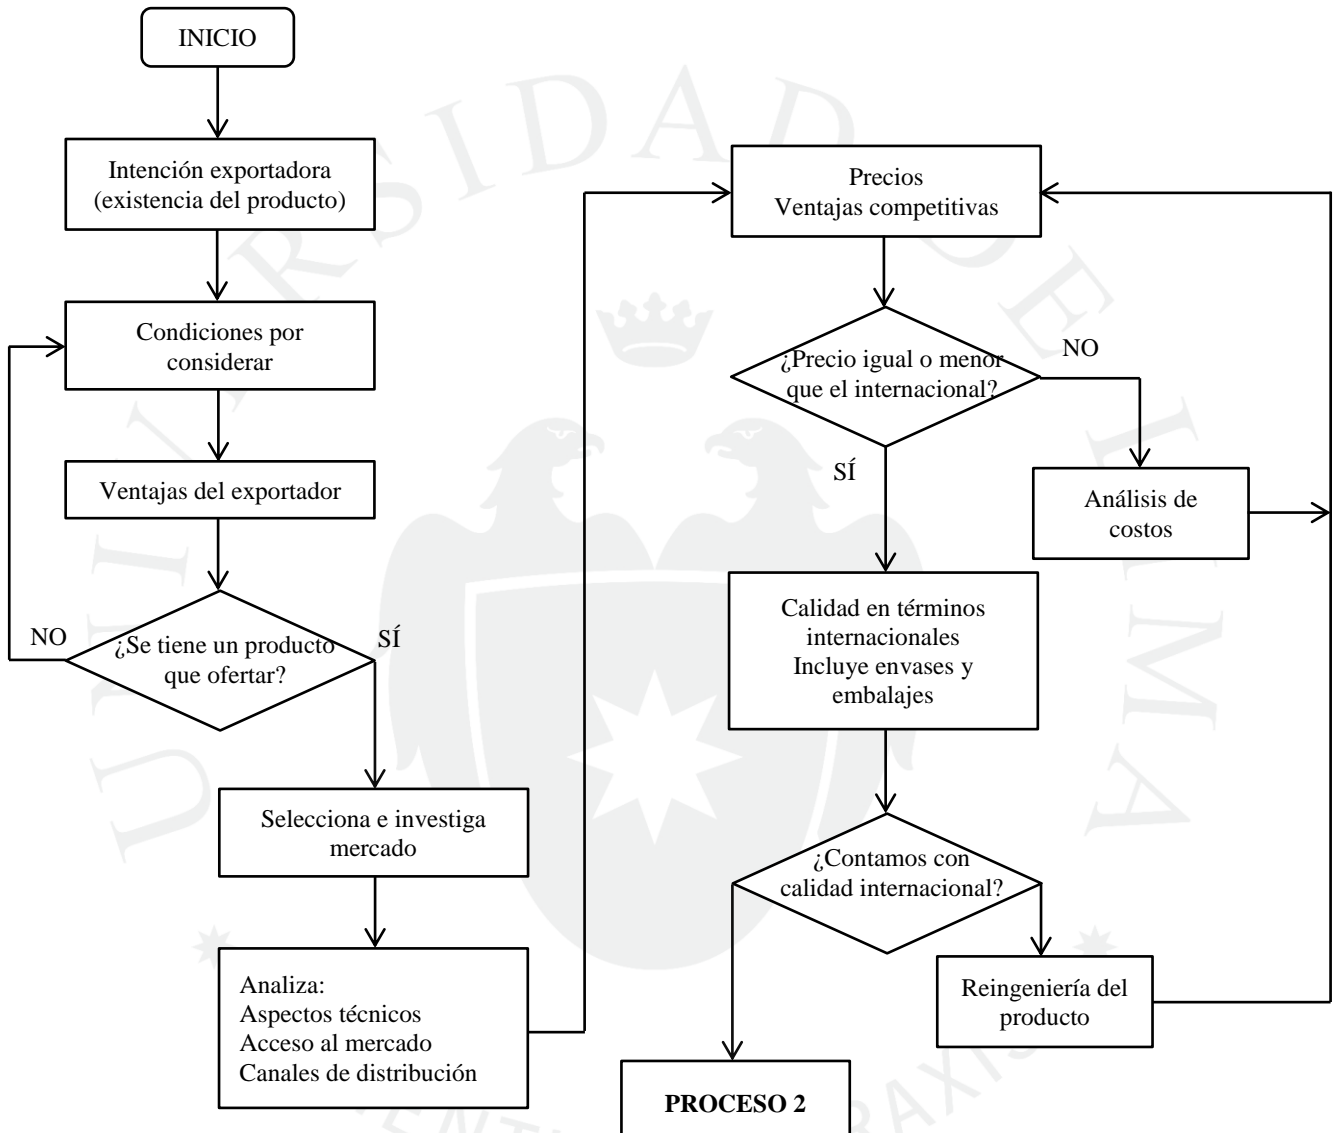 INICIO
Intención exportadora
(existencia del producto)
Condiciones por
considerar
Ventajas del exportador
¿Se tiene un producto
que ofertar?
NO
SÍ
Selecciona e investiga
mercado
Analiza:
Aspectos técnicos
Acceso al mercado
Canales de distribución
Precios
Ventajas competitivas
¿Precio igual o menor
que el internacional?
NO
SÍ
Análisis de
costos
Calidad en términos
internacionales
Incluye envases y
embalajes
¿Contamos con
calidad internacional?
Reingeniería del
producto
PROCESO 2
UNIVERSIDAD DE LIMA